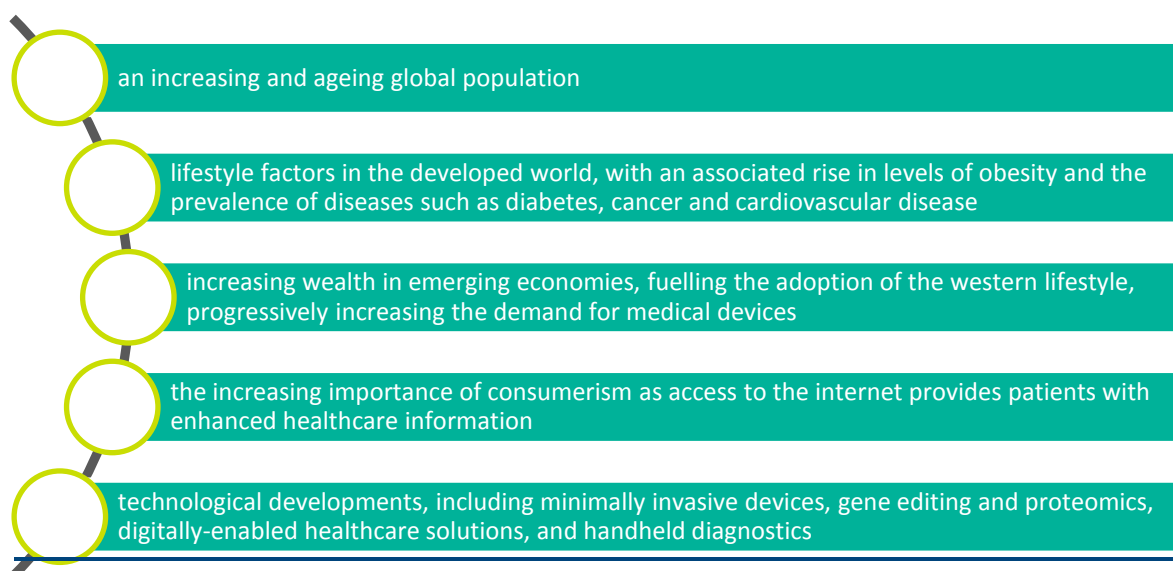 an increasing and ageing global population
lifestyle factors in the developed world, with an associated rise in levels of obesity and the
prevalence of diseases such as diabetes, cancer and cardiovascular disease
increasing wealth in emerging economies, fuelling the adoption of the western lifestyle,
progressively increasing the demand for medical devices
the increasing importance of consumerism as access to the internet provides patients with
enhanced healthcare information
technological developments, including minimally invasive devices, gene editing and proteomics,
digitally-enabled healthcare solutions, and handheld diagnostics